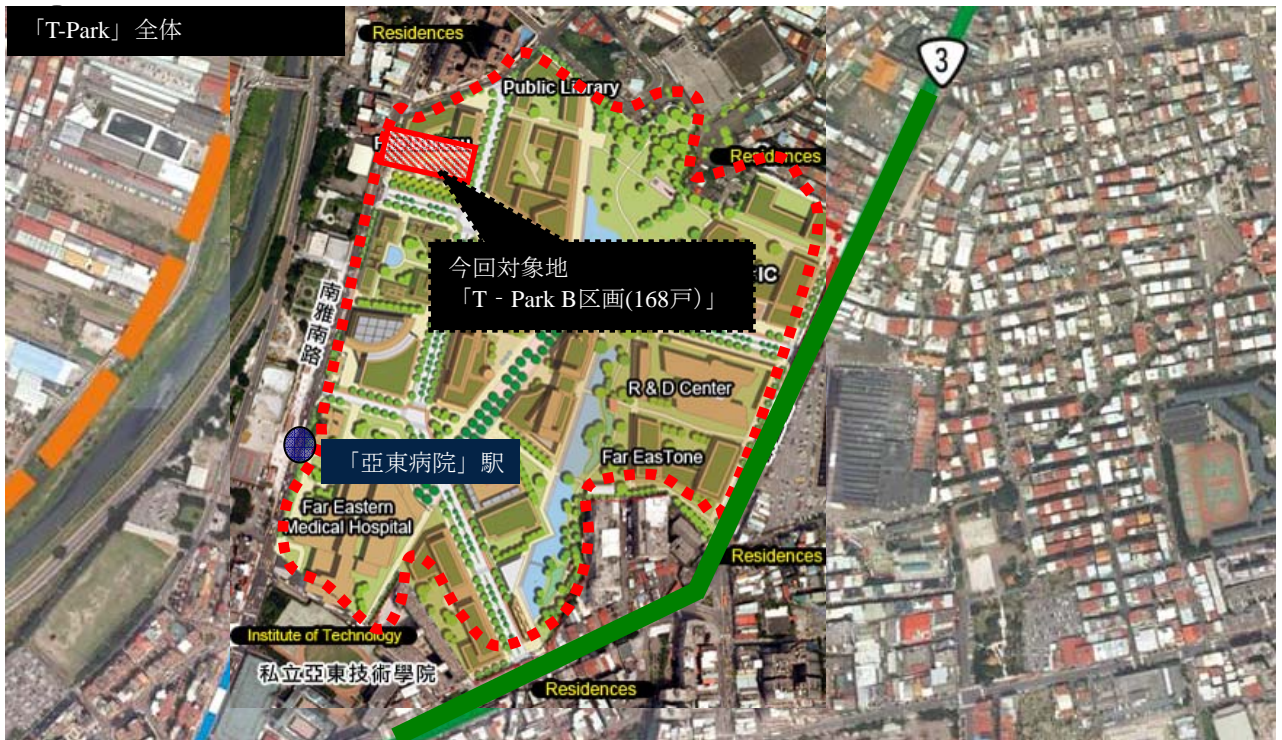 「T-Park」全体
Residences
3
Public Library
Residences
今回対象地
「T‐Park B区画(168戸)」
IC
南雅南路
R & D Center
「亞東病院」駅
Far EasTone
Far Eastern
Medical Hospital
Residences
Institute of Technology
私立亞東技術學院
Residences